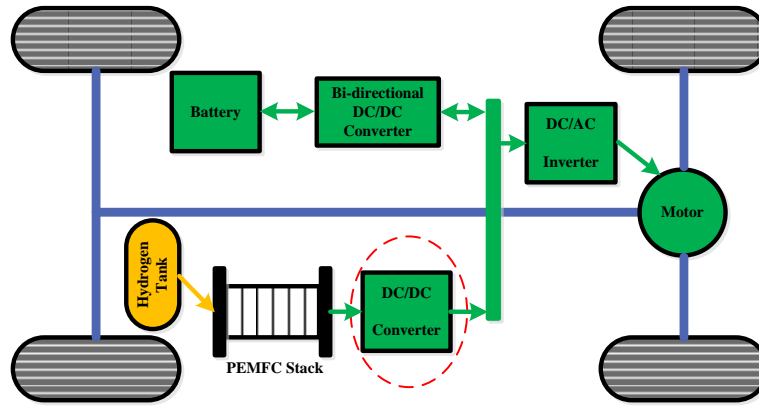 Battery
Bi-directional
DC/DC
Converter
DC/AC
Inverter
Motor
Hydrogen
Tank
DC/DC
Converter
PEMFC Stack